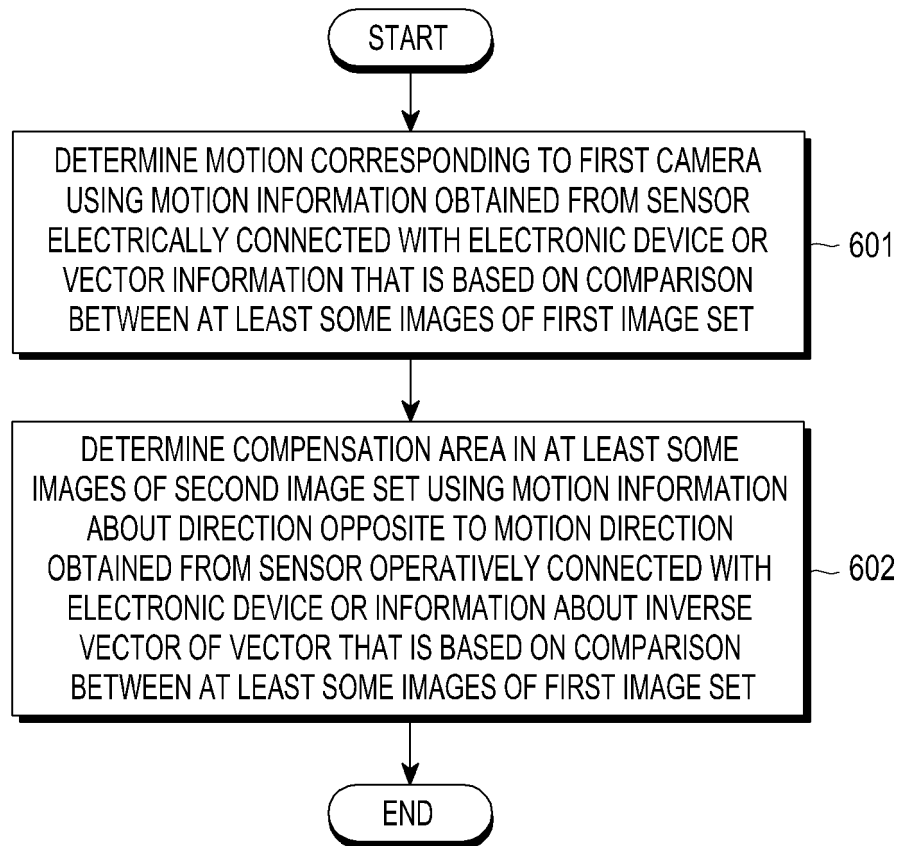 START
DETERMINE MOTION CORRESPONDING TO FIRST CAMERA
USING MOTION INFORMATION OBTAINED FROM SENSOR
ELECTRICALLY CONNECTED WITH ELECTRONIC DEVICE OR
VECTOR INFORMATION THAT IS BASED ON COMPARISON
BETWEEN AT LEAST SOME IMAGES OF FIRST IMAGE SET
601
DETERMINE COMPENSATION AREA IN AT LEAST SOME
IMAGES OF SECOND IMAGE SET USING MOTION INFORMATION
ABOUT DIRECTION OPPOSITE TO MOTION DIRECTION
OBTAINED FROM SENSOR OPERATIVELY CONNECTED WITH
ELECTRONIC DEVICE OR INFORMATION ABOUT INVERSE
VECTOR OF VECTOR THAT IS BASED ON COMPARISON
BETWEEN AT LEAST SOME IMAGES OF FIRST IMAGE SET
602
END